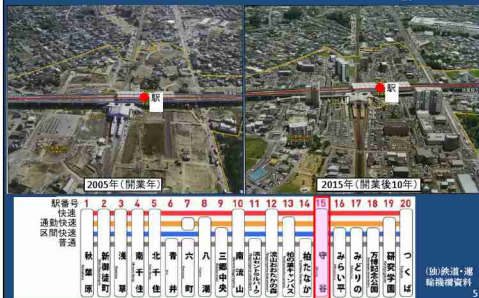 駅
駅
2005年(開業年)
2015年(開業後10年)
駅番号 1 2 3 4 5 6 7 8 9 10 11 12 13 14 15 16 17 18 19 20
快速
通勤快速
区間快速
普通
秋葉原
新御徒町
浅草
南千住
北千住
青井
六町
八潮
三郷中央
南流山
流山セントラルパーク
流山おおたかの森
柏の葉キャンパス
柏たなか
守谷
みらい平
みどりの
万博記念公園
研究学園
つくば
(独)鉄道・運
輸機構資料
5